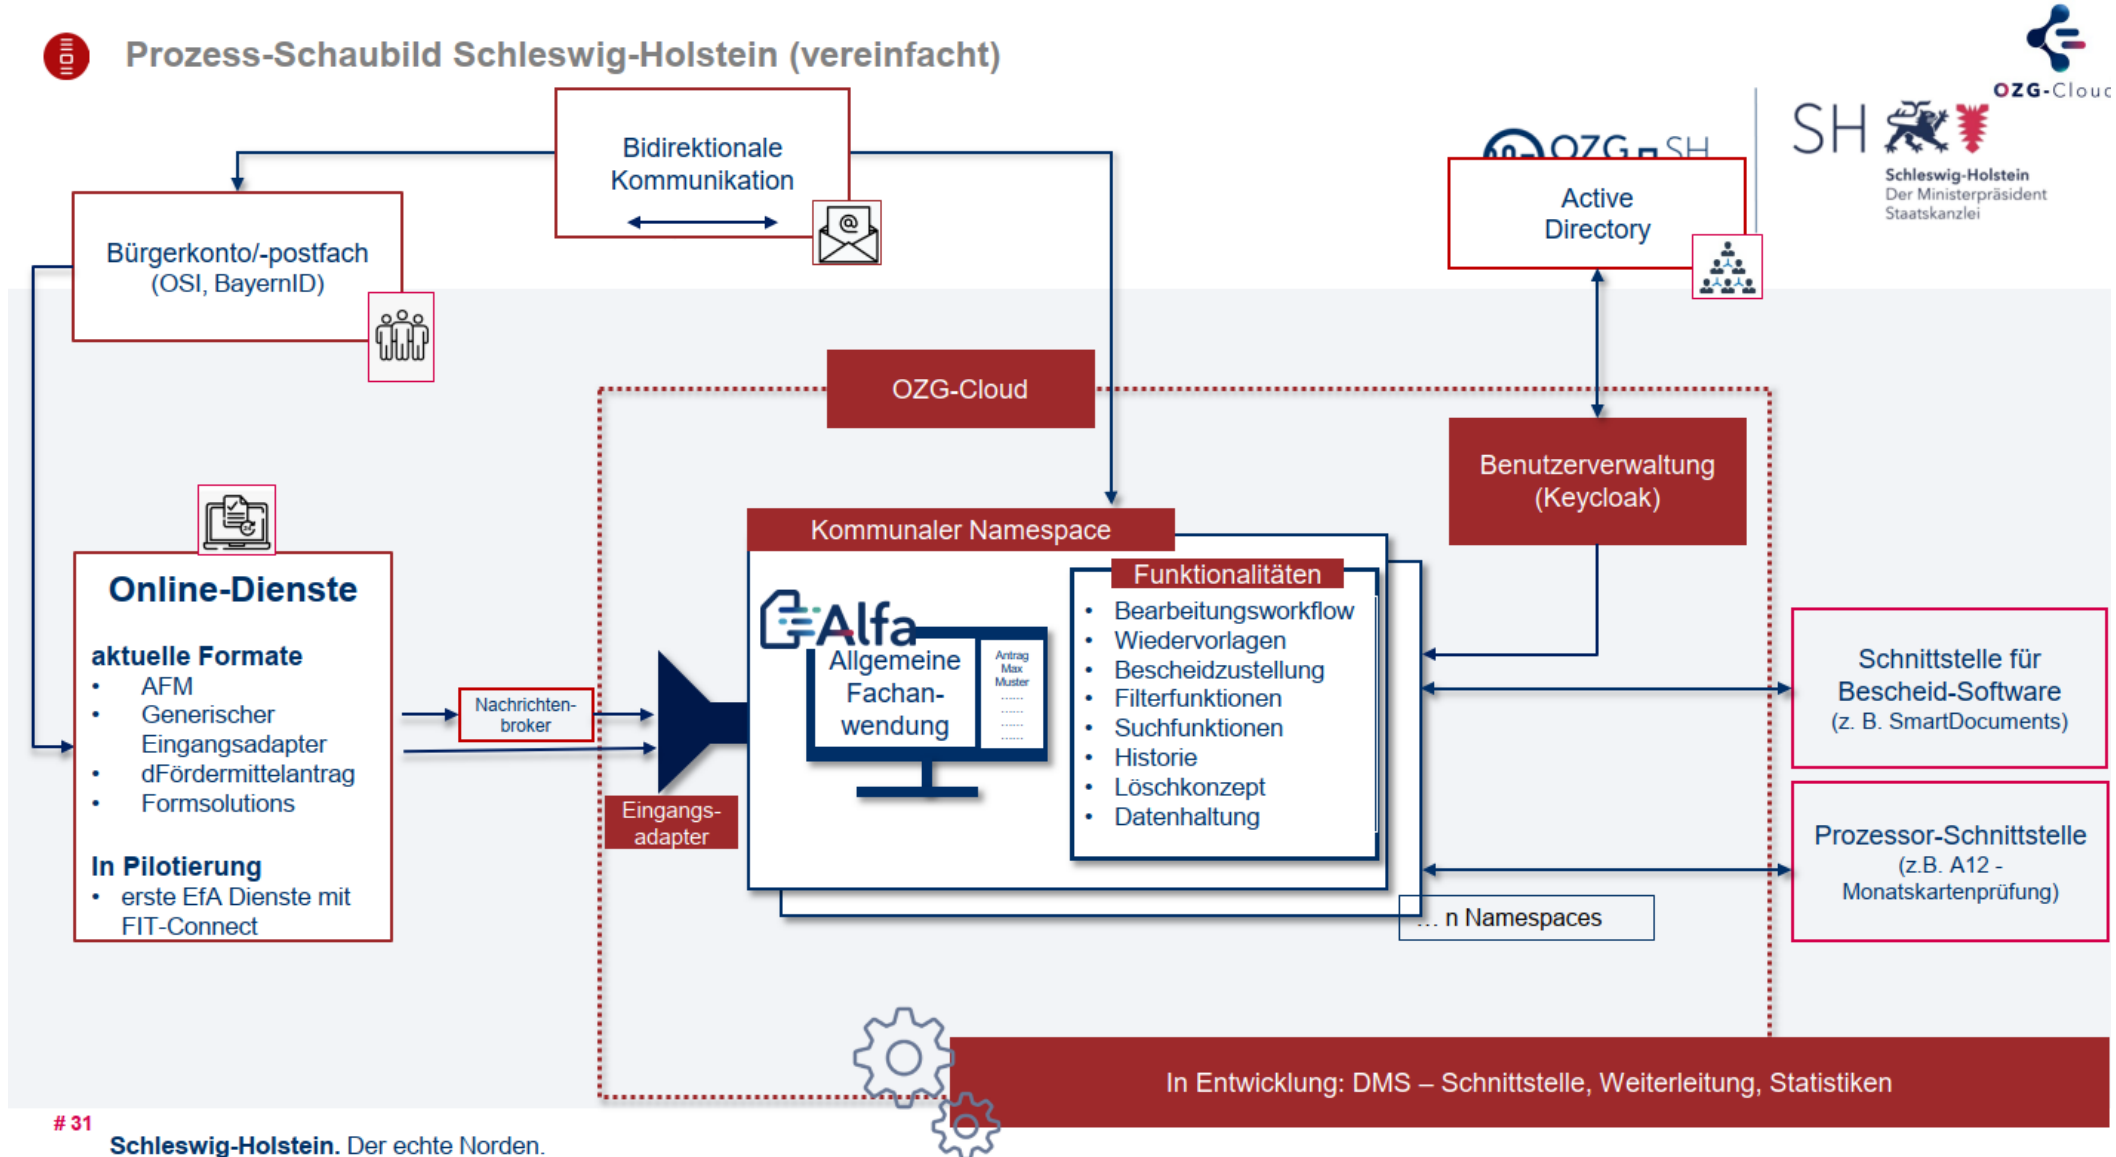 Prozess-Schaubild Schleswig-Holstein (vereinfacht)
OZG-Cloud
OZG SH
SH
Schleswig-Holstein
Der Ministerpräsident
Staatskanzlei
Bidirektionale
Kommunikation
@
Active
Directory
Bürgerkonto/-postfach
(OSI, BayernID)
OZG-Cloud
Benutzerverwaltung
(Keycloak)
Online-Dienste
aktuelle Formate
• AFM
• Generischer
Eingangsadapter
• dFördermittelantrag
• Formsolutions
In Pilotierung
• erste EfA Dienste mit
FIT-Connect
Nachrichten-
broker
Eingangs-
adapter
Kommunaler Namespace
Alfa
Allgemeine
Fachan-
wendung
Antrag
Max
Muster
......
......
......
......
Funktionalitäten
• Bearbeitungsworkflow
• Wiedervorlagen
• Bescheidzustellung
• Filterfunktionen
• Suchfunktionen
• Historie
• Löschkonzept
• Datenhaltung
... n Namespaces
Schnittstelle für
Bescheid-Software
(z. B. SmartDocuments)
Prozessor-Schnittstelle
(z.B. A12 -
Monatskartenprüfung)
In Entwicklung: DMS – Schnittstelle, Weiterleitung, Statistiken
# 31
Schleswig-Holstein. Der echte Norden.